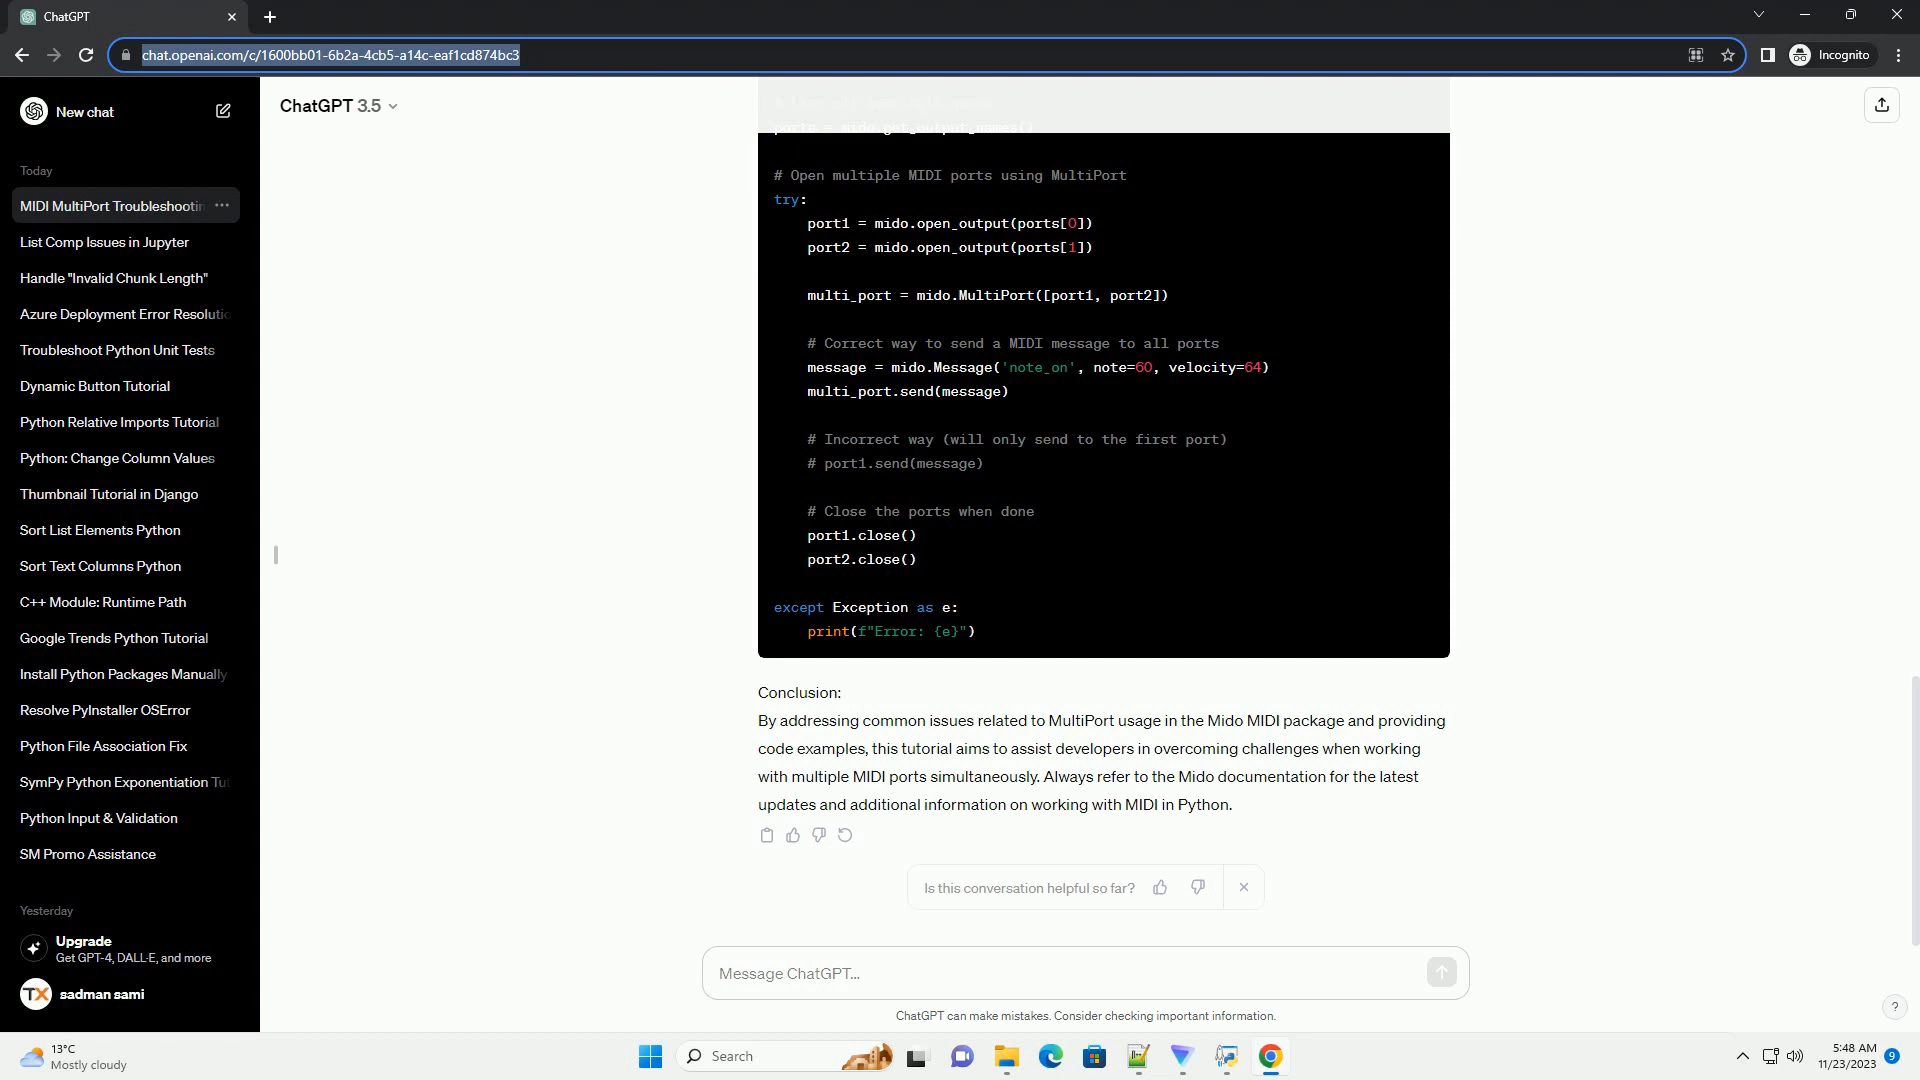 ChatGPT
chat.openai.com/c/1600bb01-6b2a-4cb5-a14c-eaf1cd874bc3
Incognito
New chat
Today
MIDI MultiPort Troubleshootin
List Comp Issues in Jupyter
Handle "Invalid Chunk Length"
Azure Deployment Error Resolutio
Troubleshoot Python Unit Tests
Dynamic Button Tutorial
Python Relative Imports Tutorial
Python: Change Column Values
Thumbnail Tutorial in Django
Sort List Elements Python
Sort Text Columns Python
C++ Module: Runtime Path
Google Trends Python Tutorial
Install Python Packages Manually
Resolve PyInstaller OSError
Python File Association Fix
SymPy Python Exponentiation Tut
Python Input & Validation
SM Promo Assistance
Yesterday
Upgrade
Get GPT-4, DALL·E, and more
TX sadman sami
ChatGPT 3.5
ports = mido.get_output_names()
# Open multiple MIDI ports using MultiPort
try:
port1 = mido.open_output(ports[0])
port2 = mido.open_output(ports[1])
multi_port = mido.MultiPort([port1, port2])
# Correct way to send a MIDI message to all ports
message = mido.Message('note_on', note=60, velocity=64)
multi_port.send(message)
# Incorrect way (will only send to the first port)
# port1.send(message)
# Close the ports when done
port1.close()
port2.close()
except Exception as e:
print(f"Error: {e}")
Conclusion:
By addressing common issues related to MultiPort usage in the Mido MIDI package and providing
code examples, this tutorial aims to assist developers in overcoming challenges when working
with multiple MIDI ports simultaneously. Always refer to the Mido documentation for the latest
updates and additional information on working with MIDI in Python.
Is this conversation helpful so far?
Message ChatGPT...
ChatGPT can make mistakes. Consider checking important information.
?
13°C
Mostly cloudy
Search
5:48 AM
11/23/2023
9